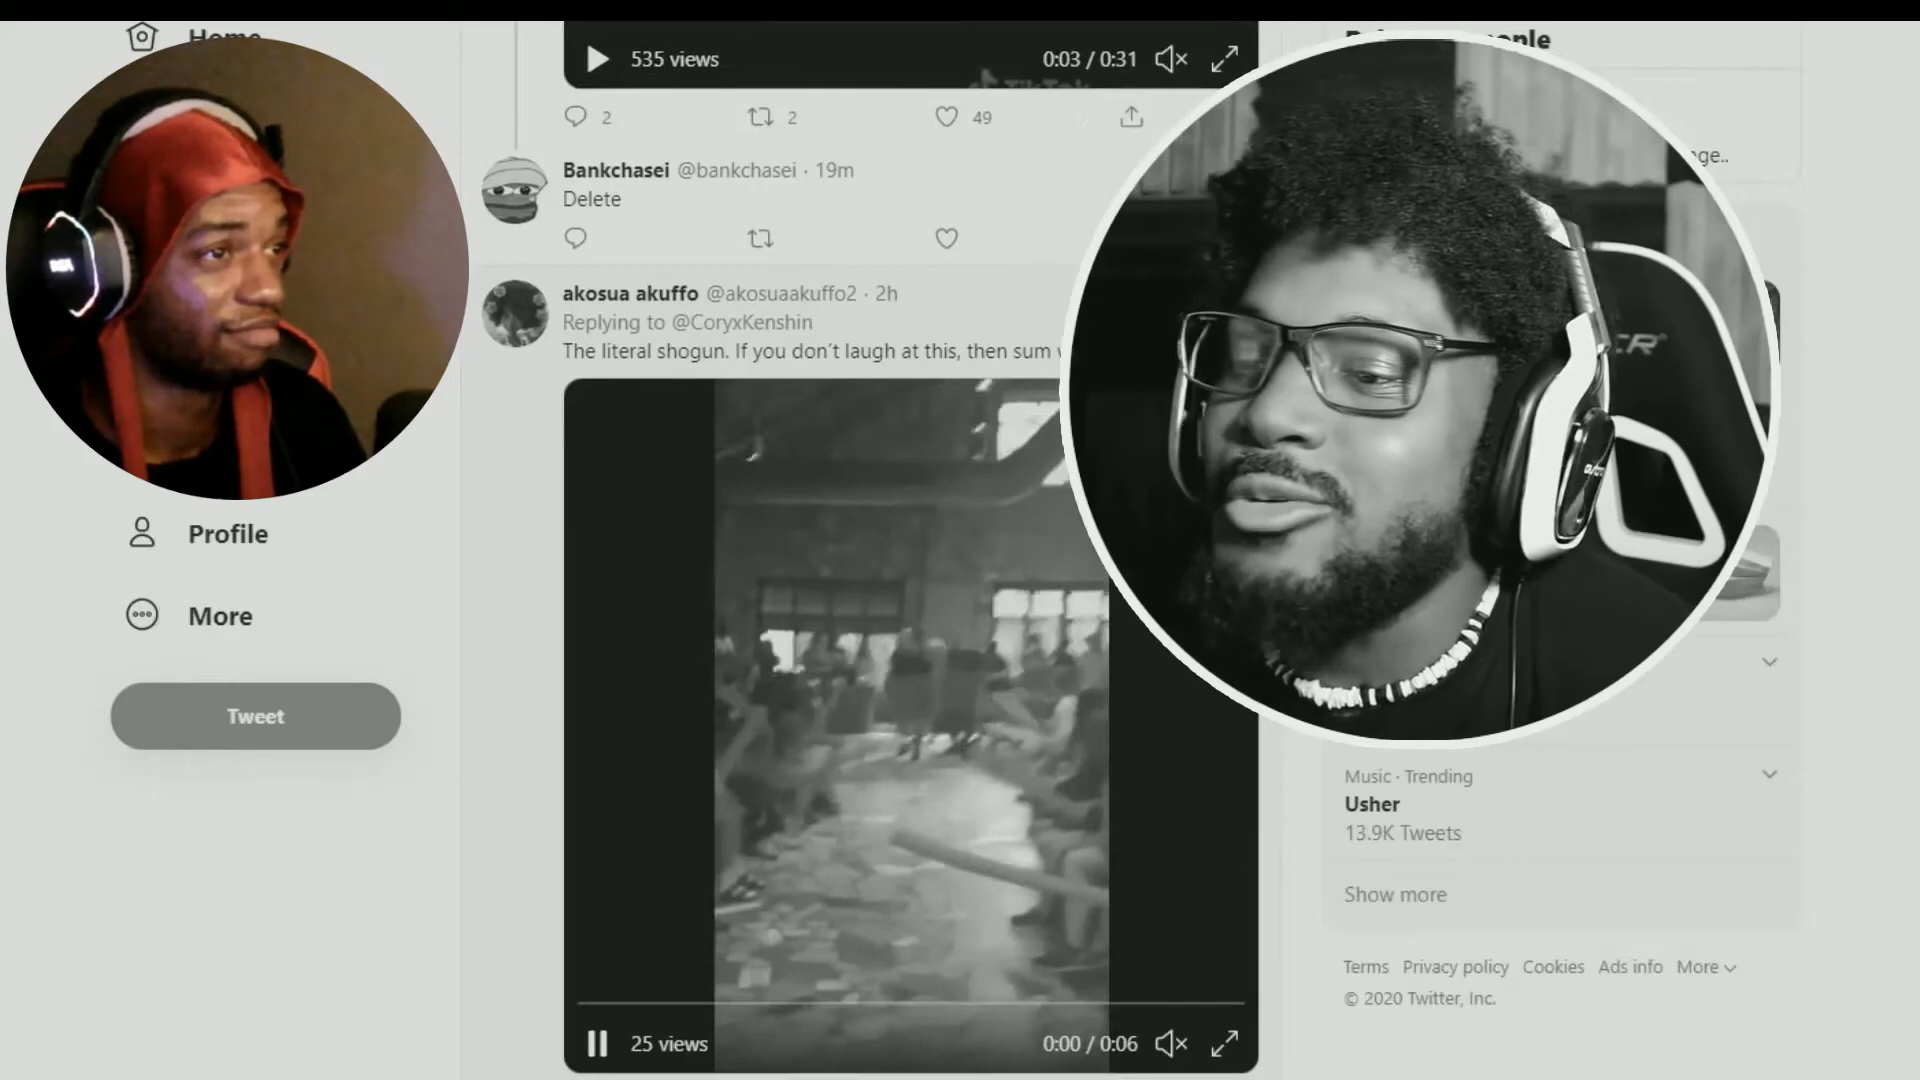 Home
535 views
0:03 / 0:31
TikTok
2
2
49
Bankchasei @bankchasei · 19m
Delete
akosua akuffo @akosuaakuffo2 · 2h
Replying to @CoryxKenshin
The literal shogun. If you don't laugh at this, then sum
Profile
More
Tweet
Music · Trending
Usher
13.9K Tweets
Show more
Terms Privacy policy Cookies Ads info More
© 2020 Twitter, Inc.
25 views
0:00 / 0:06